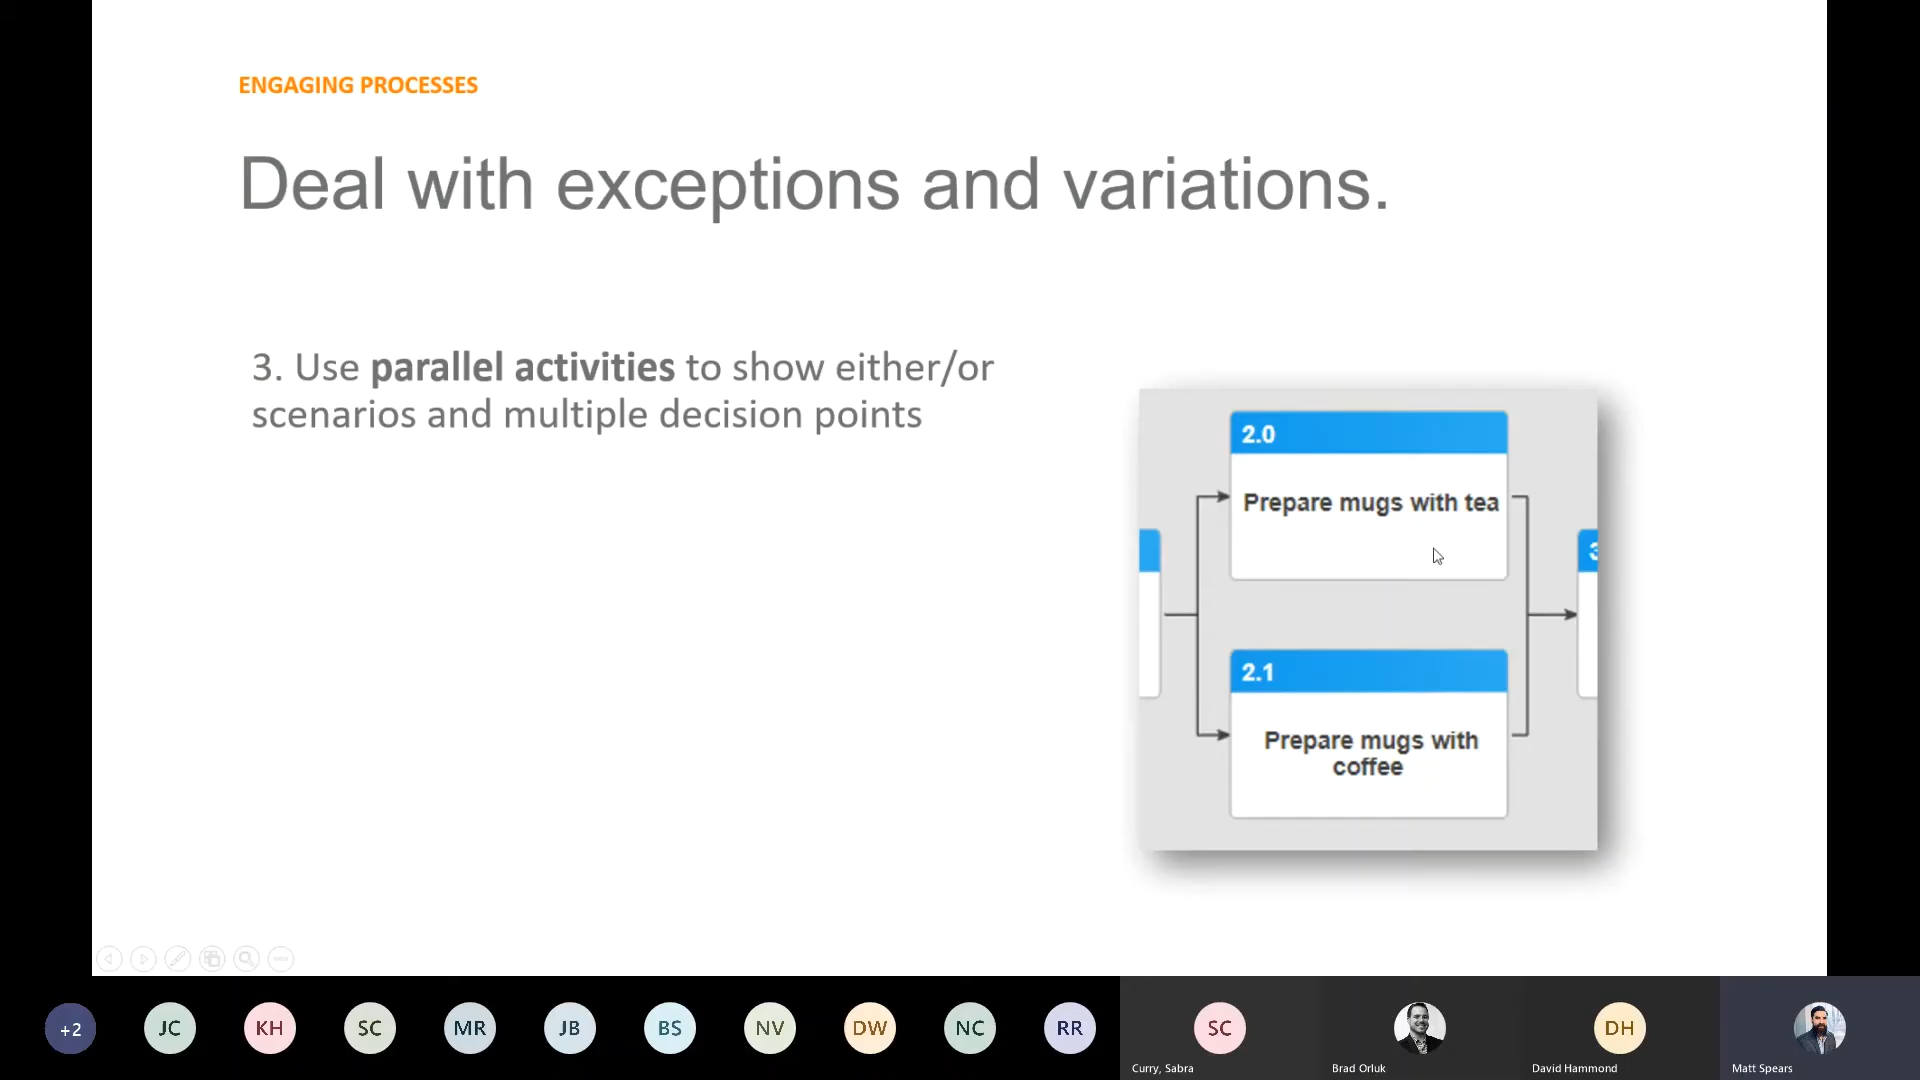 ENGAGING PROCESSES
Deal with exceptions and variations.
3. Use parallel activities to show either/or
scenarios and multiple decision points
2.0
Prepare mugs with tea
3
2.1
Prepare mugs with
coffee
+2
JC
KH
SC
MR
JB
BS
NV
DW
NC
RR
SC
DH
Curry, Sabra
Brad Orluk
David Hammond
Matt Spears